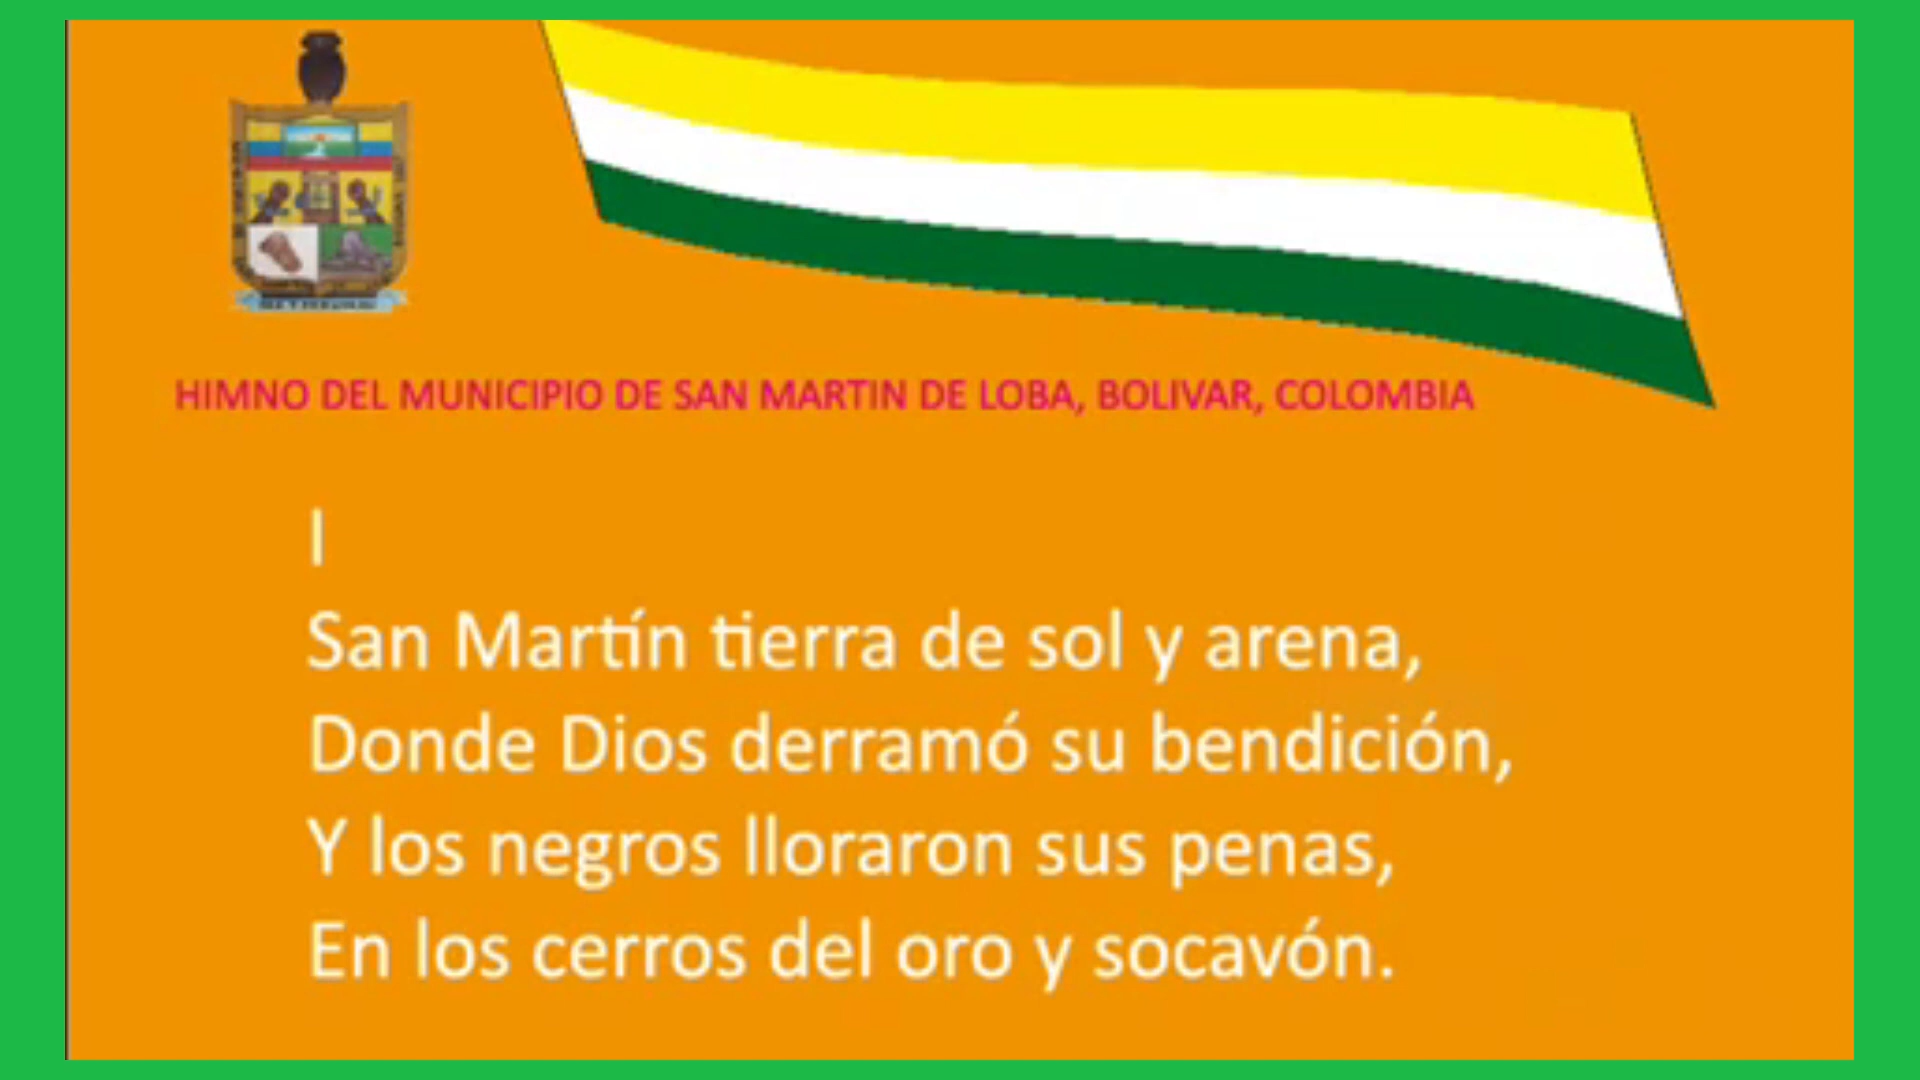 HIMNO DEL MUNICIPIO DE SAN MARTIN DE LOBA, BOLIVAR, COLOMBIA
I
San Martín tierra de sol y arena,
Donde Dios derramó su bendición,
Y los negros lloraron sus penas,
En los cerros del oro y socavón.